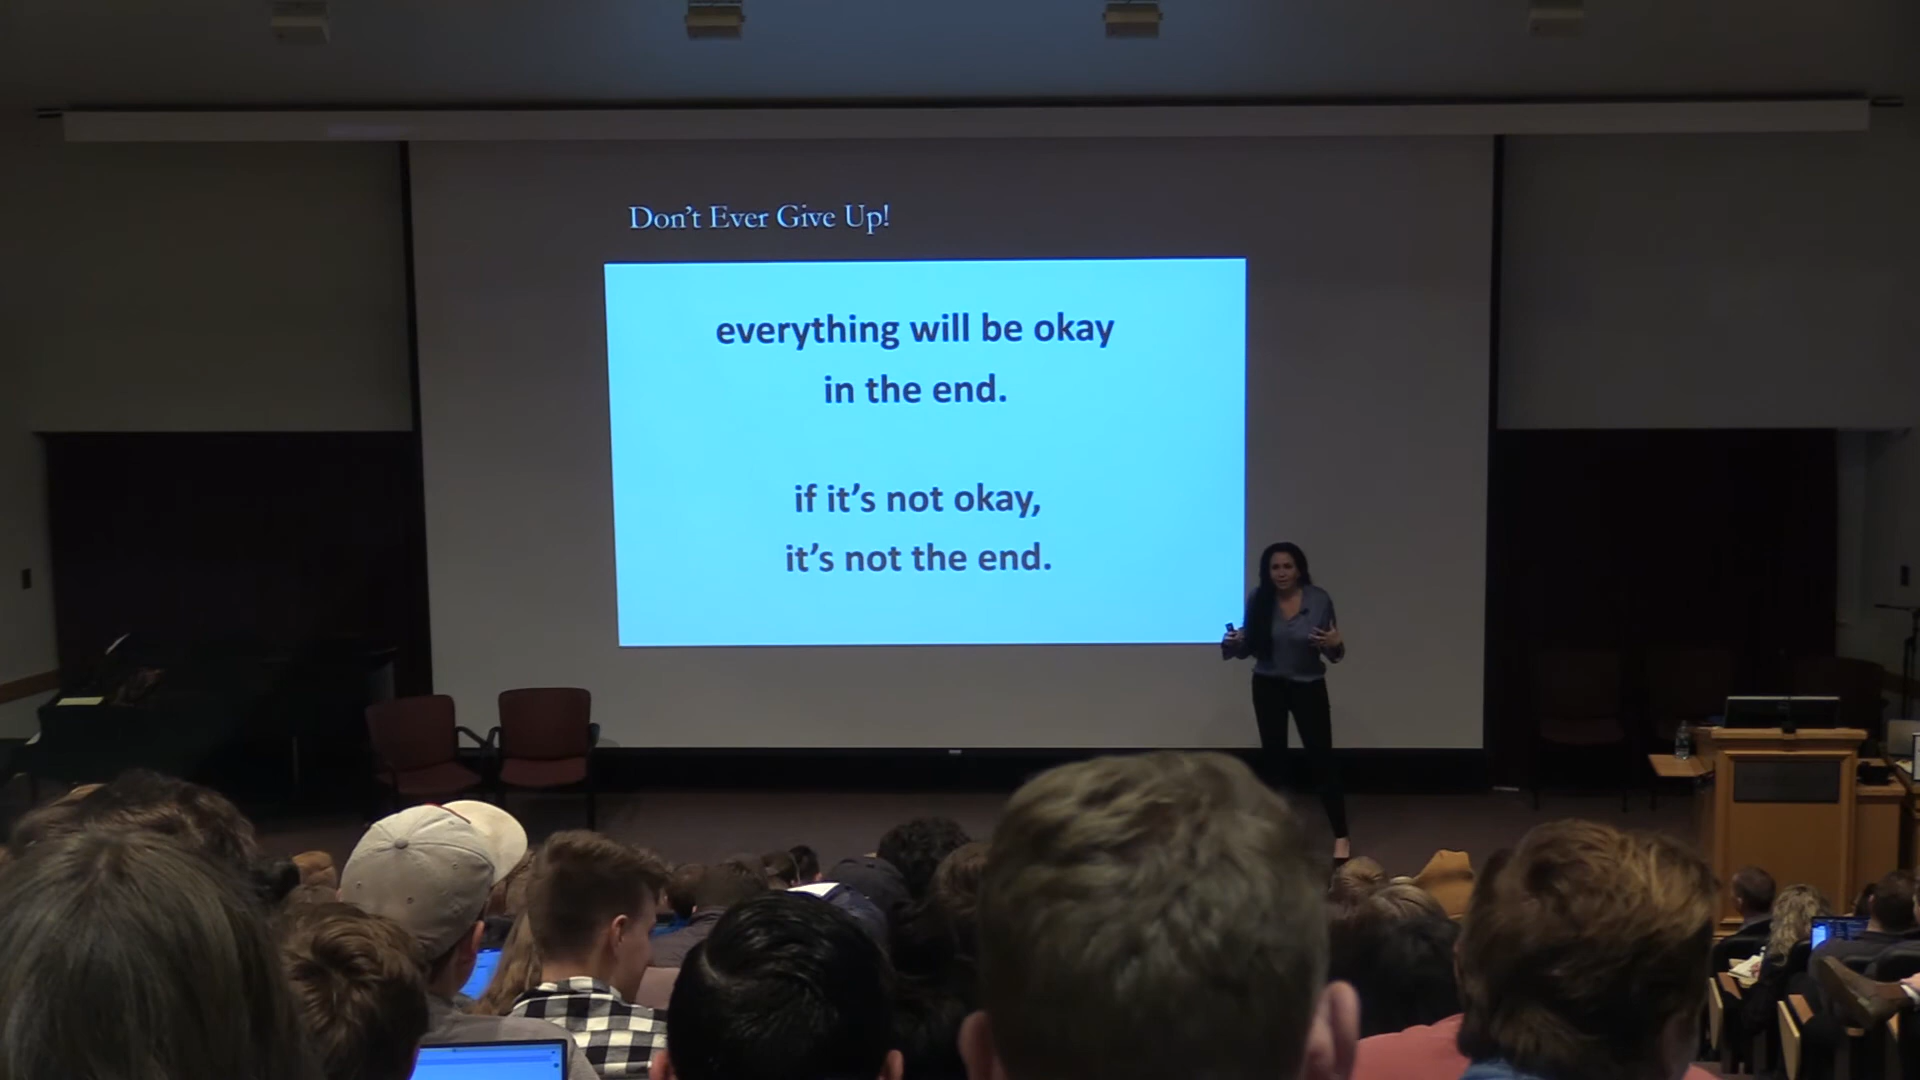 Don't Ever Give Up!
everything will be okay
in the end.
if it's not okay,
it's not the end.